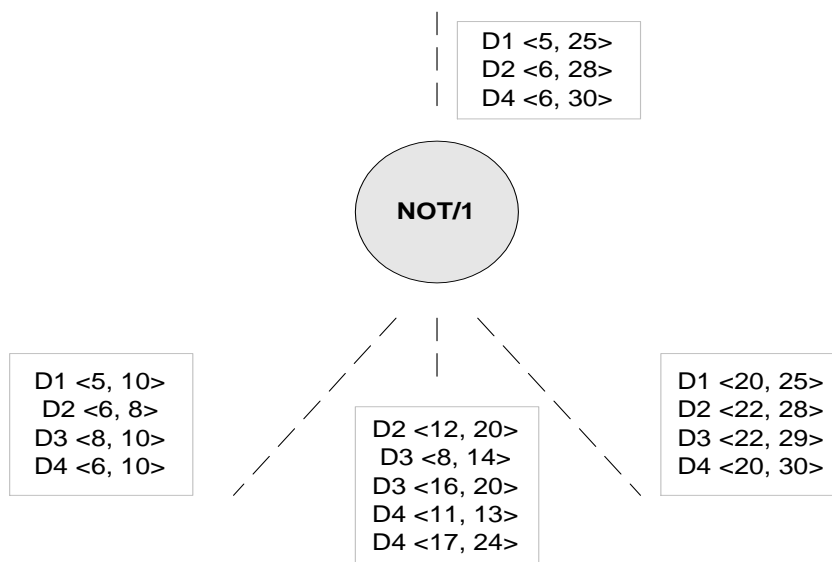 D1 <5, 25>
D2 <6, 28>
D4 <6, 30>
NOT/1
D1 <5, 10>
D2 <6, 8>
D3 <8, 10>
D4 <6, 10>
D2 <12, 20>
D3 <8, 14>
D3 <16, 20>
D4 <11, 13>
D4 <17, 24>
D1 <20, 25>
D2 <22, 28>
D3 <22, 29>
D4 <20, 30>